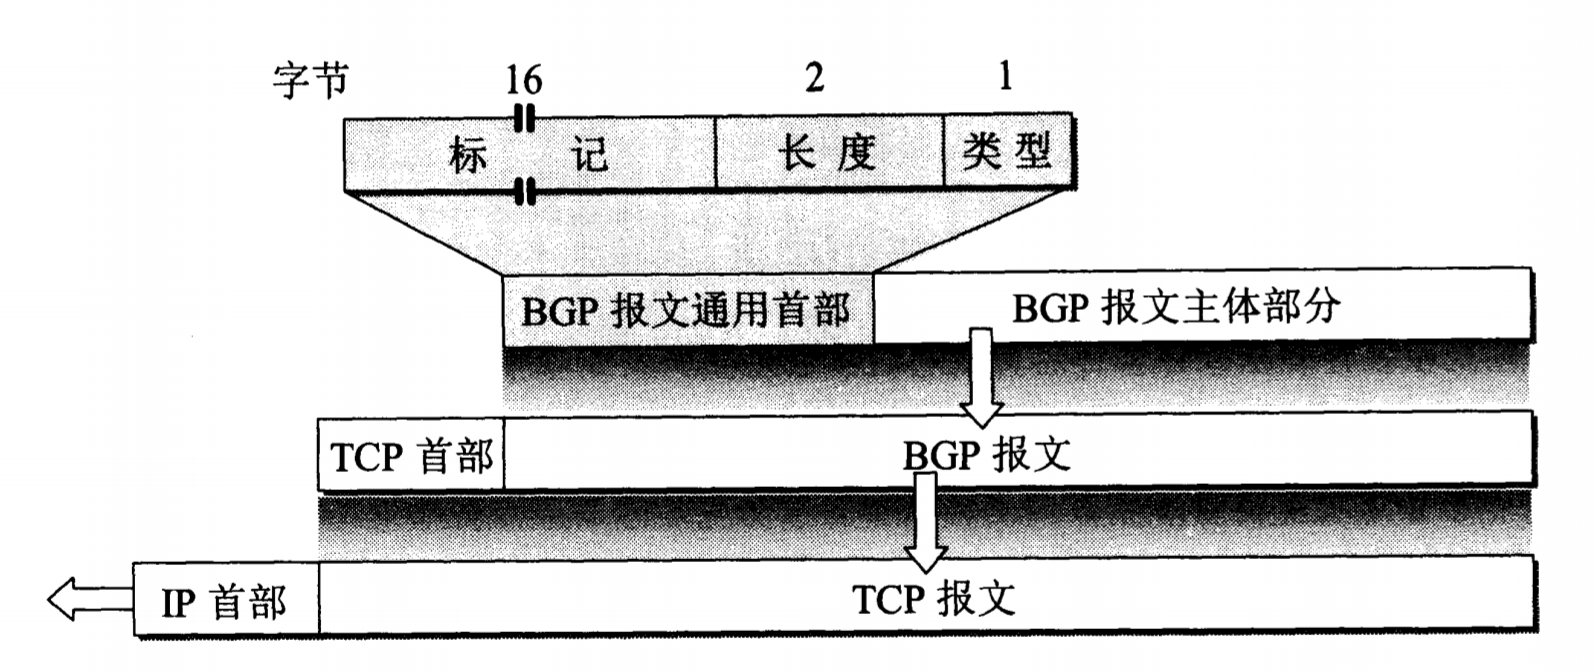 字节 16 2 1
标 记 长 度 类 型
BGP 报文通用首部 BGP 报文主体部分
TCP 首部 BGP 报文
IP 首部 TCP 报文